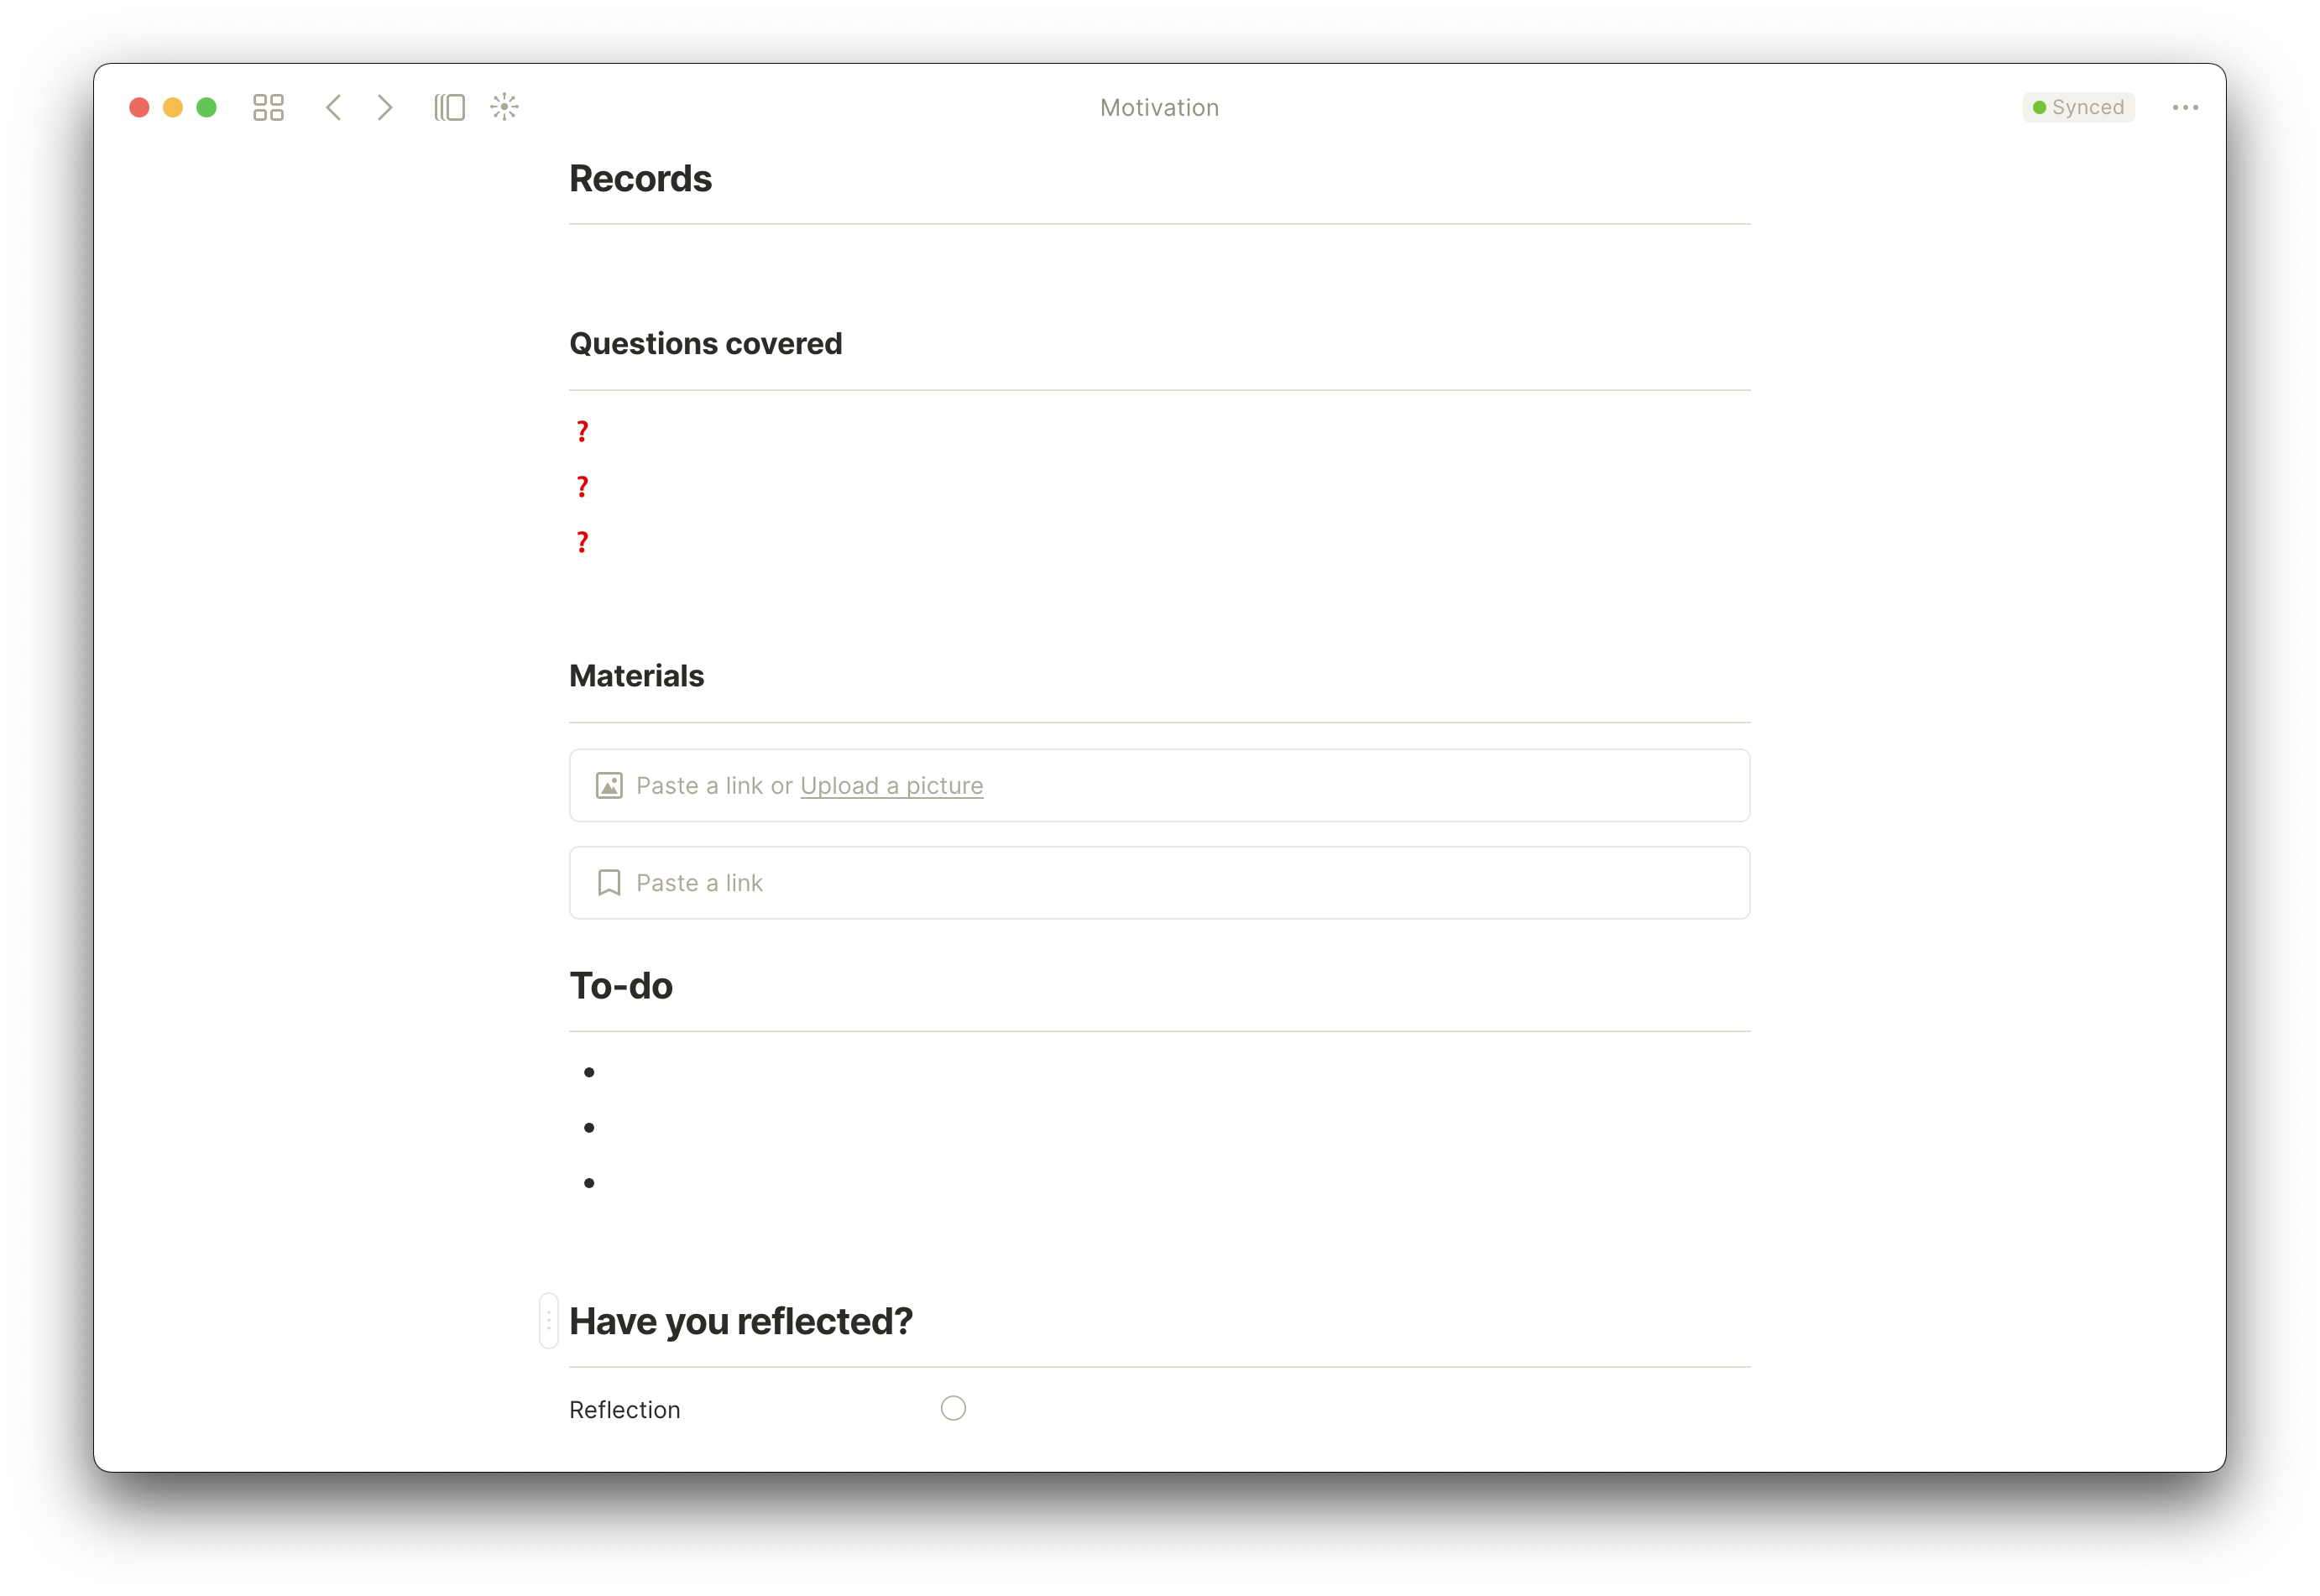 Motivation
Synced
Records
Questions covered
?
?
?
Materials
Paste a link or Upload a picture
Paste a link
To-do
•
•
•
Have you reflected?
Reflection